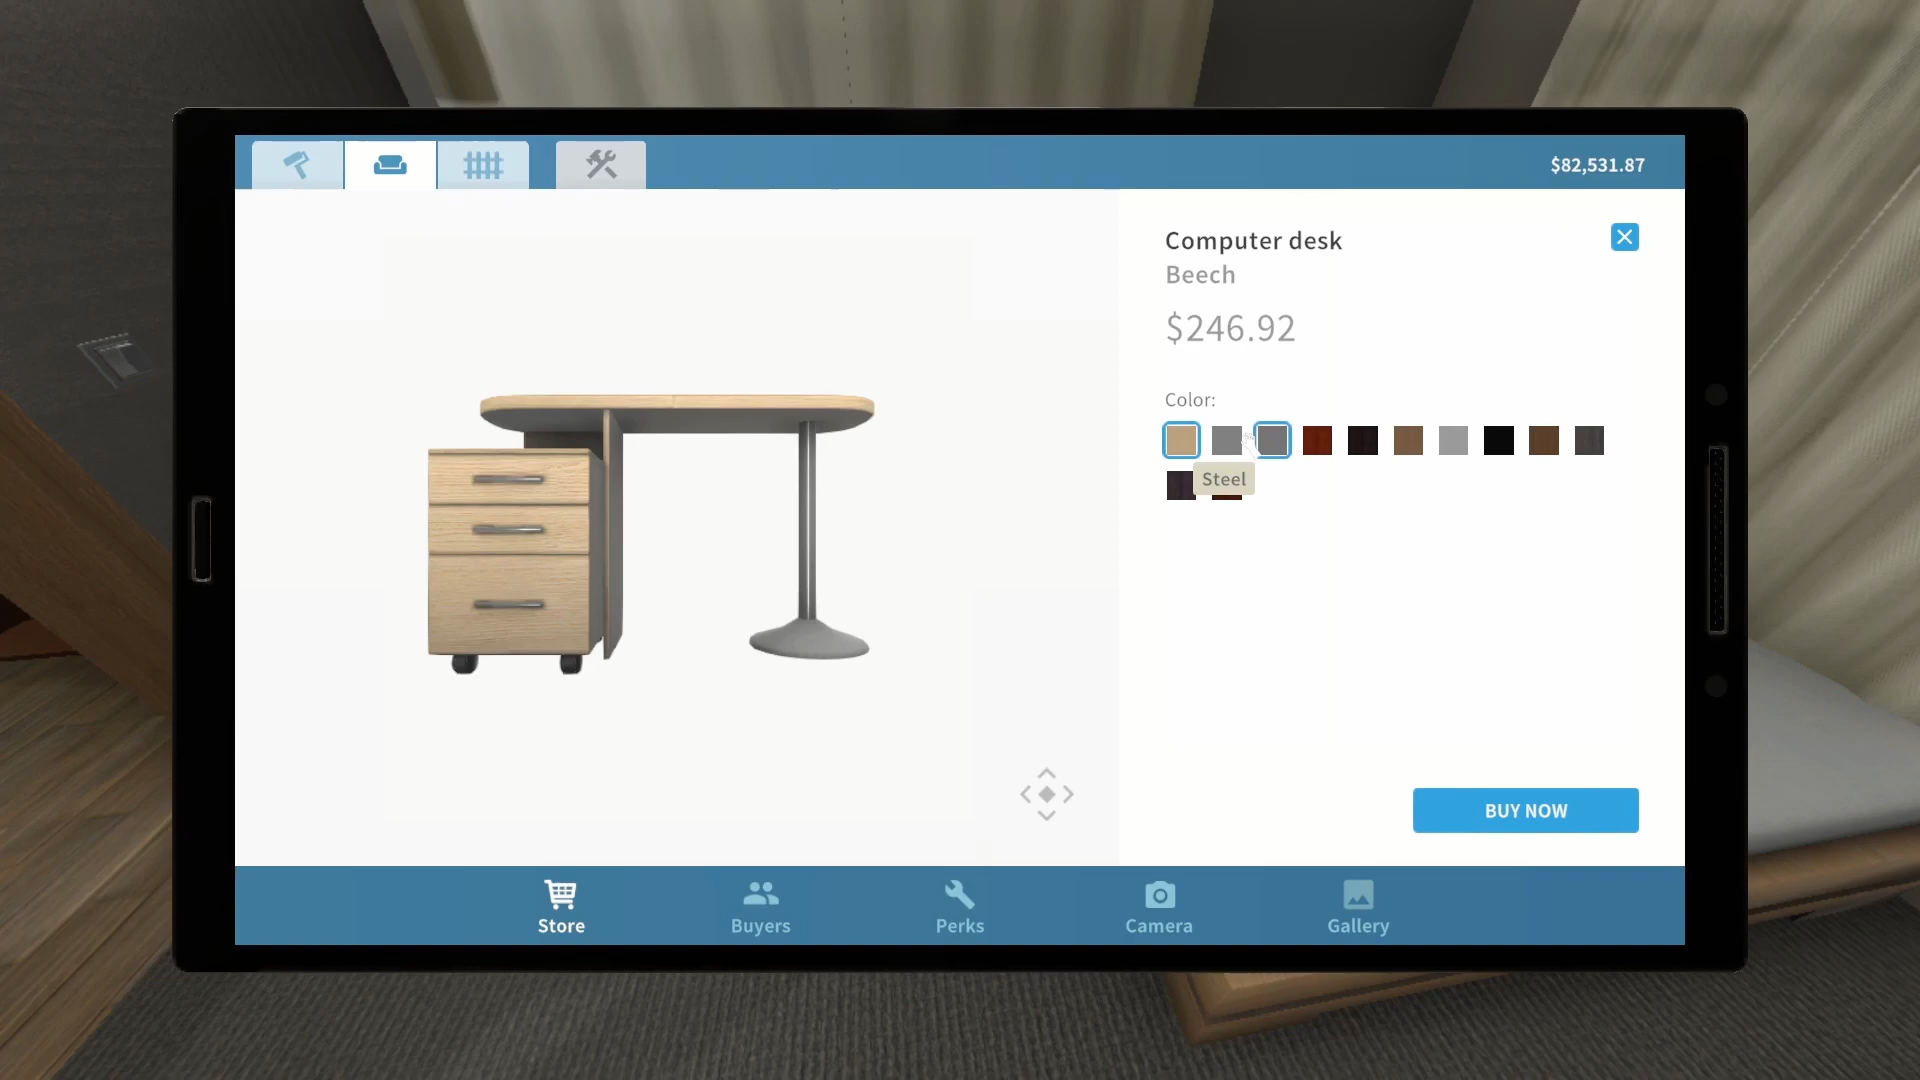 $82,531.87
Computer desk
Beech
$246.92
Color:
Steel
BUY NOW
Store
Buyers
Perks
Camera
Gallery